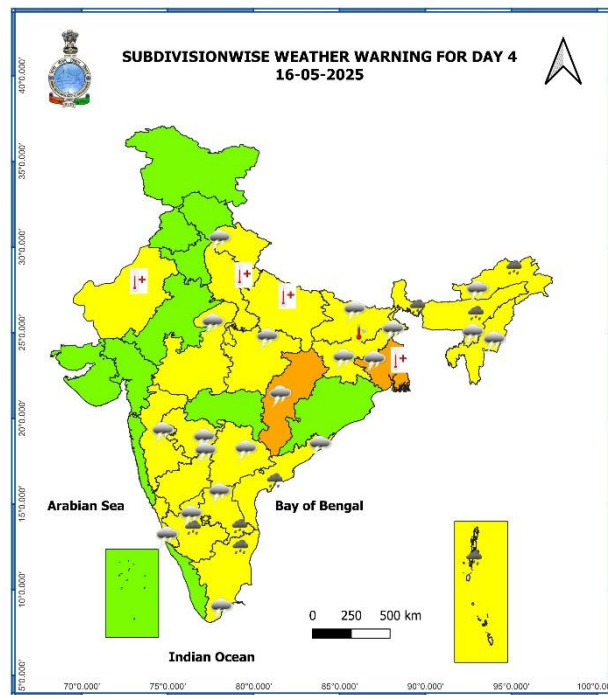 SUBDIVISIONWISE WEATHER WARNING FOR DAY 4
16-05-2025
40°0.000'
35°0.000'
30°0.000'
25°0.000'
20°0.000'
15°0.000'
10°0.000'
5°0.000'
Arabian Sea
Bay of Bengal
0 250 500 km
Indian Ocean
70°0.000' 75°0.000' 80°0.000' 85°0.000' 90°0.000' 95°0.000' 100°0.0